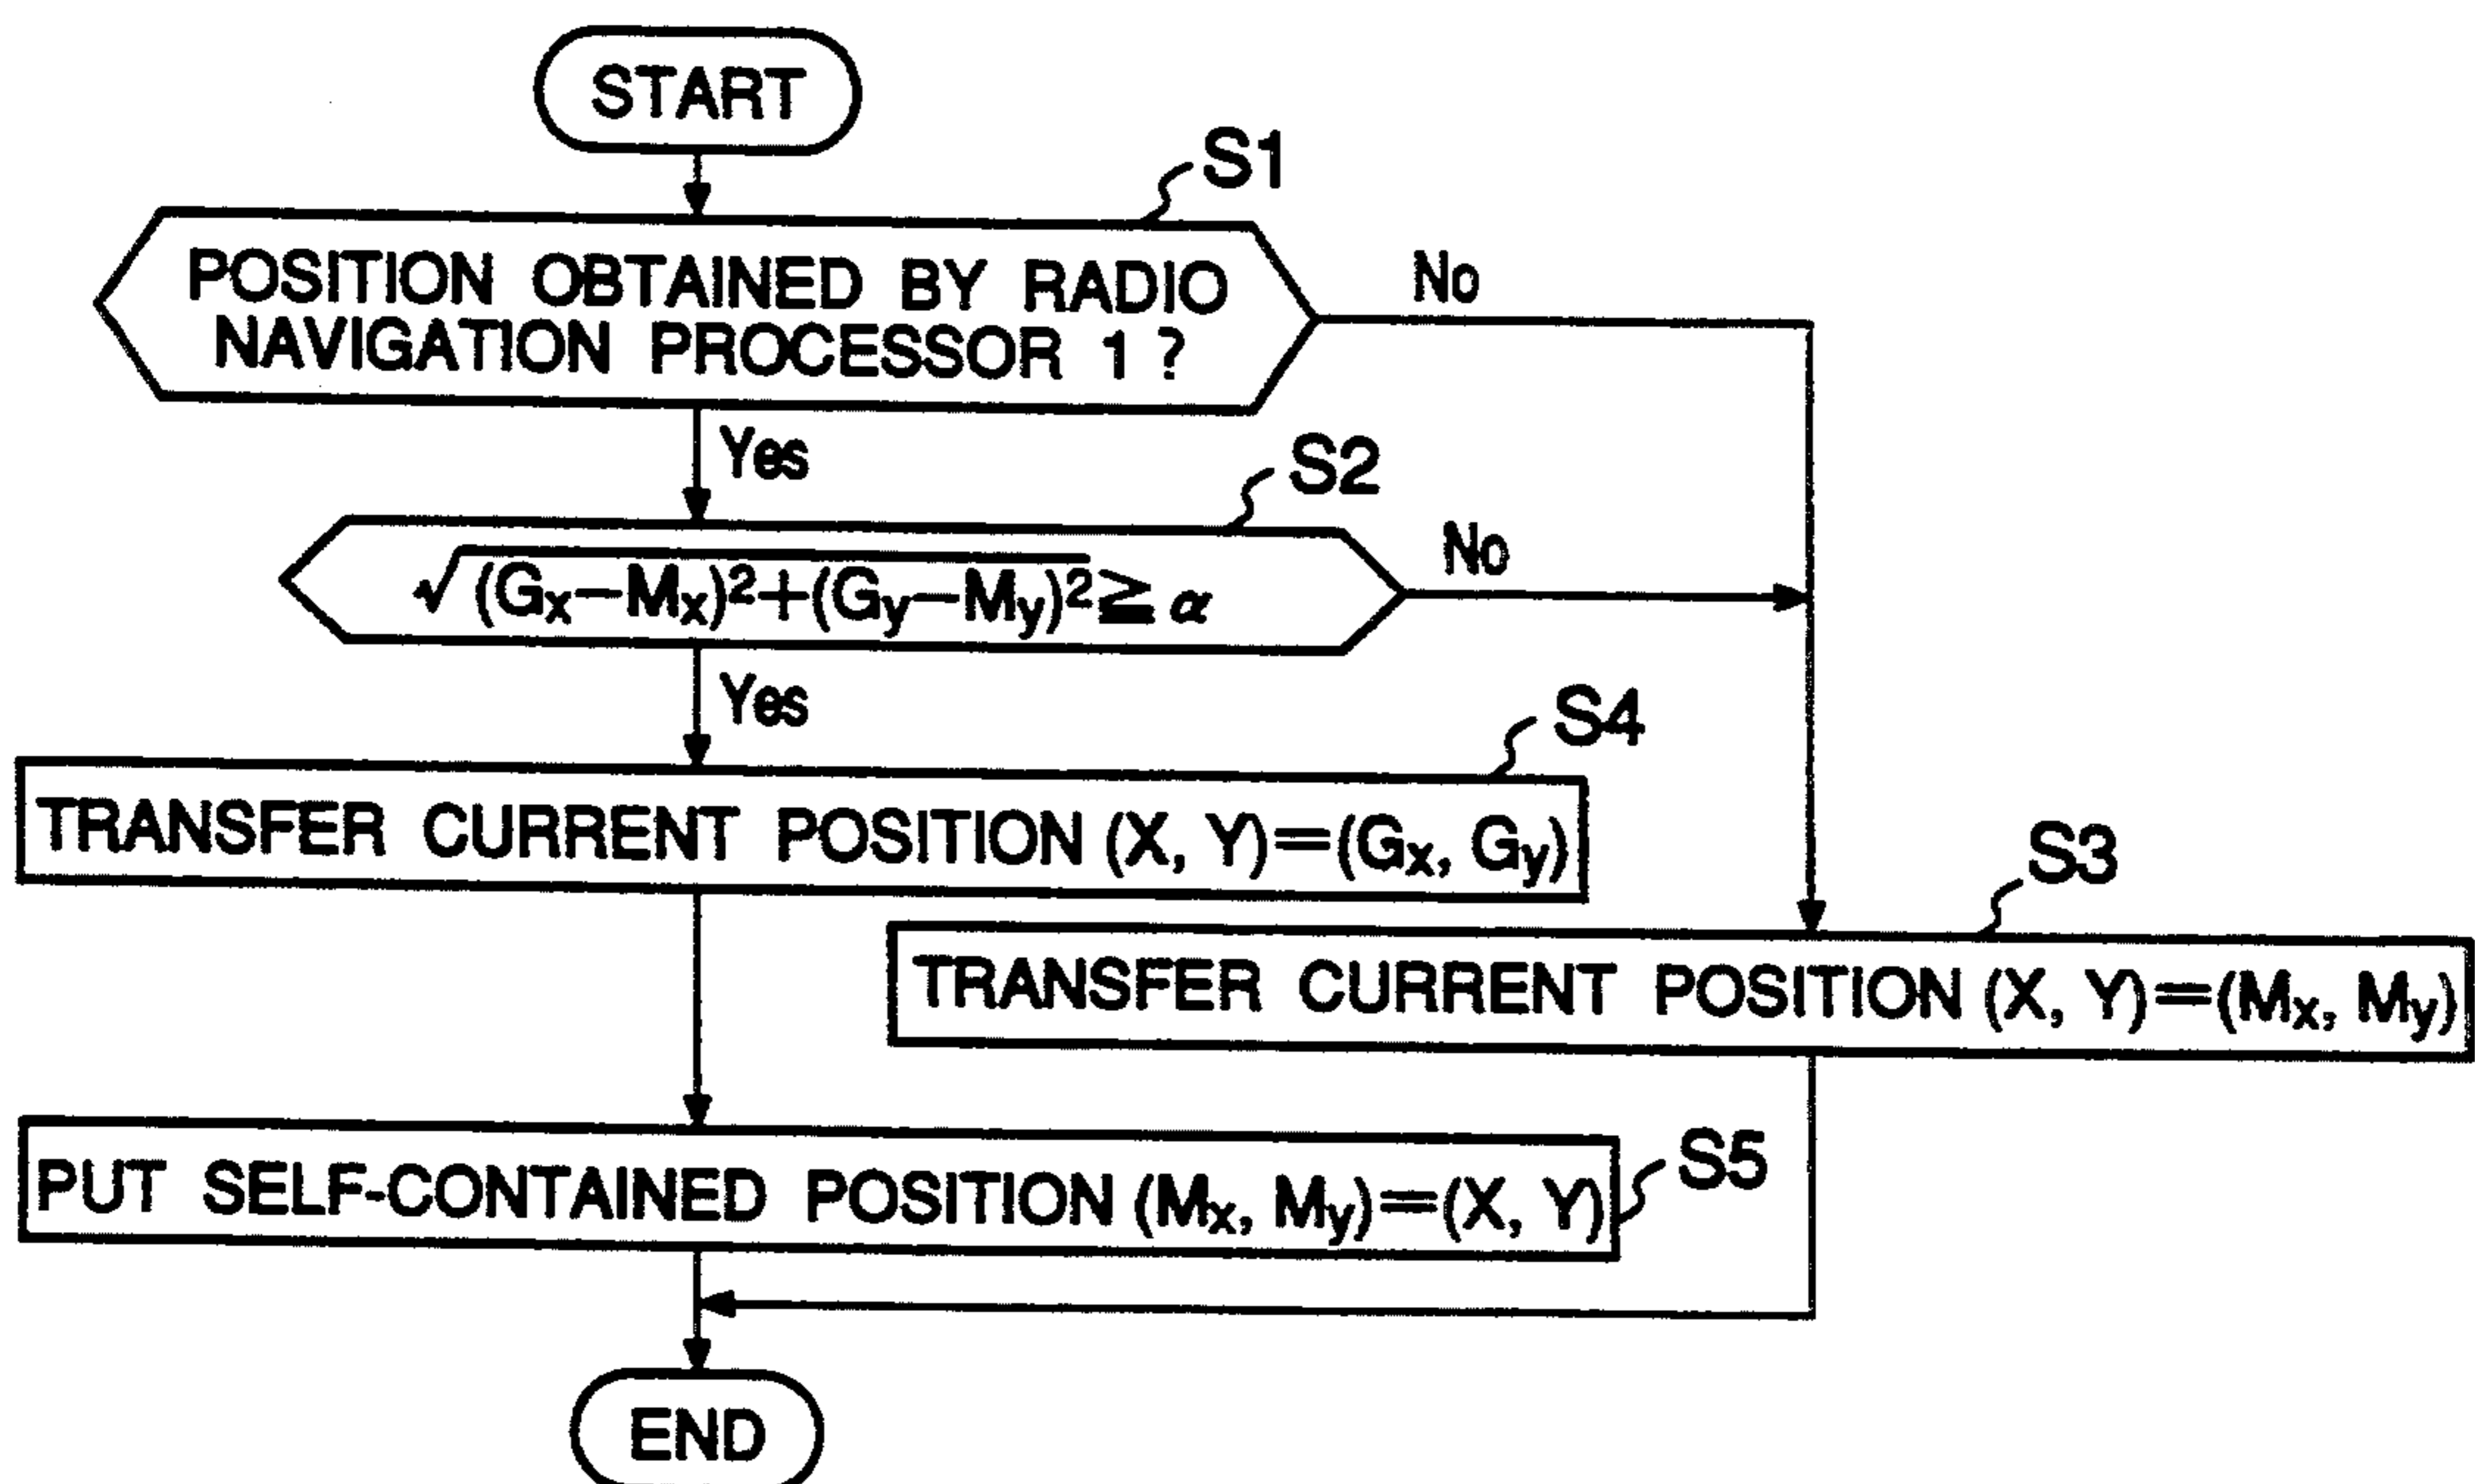 START
S1
POSITION OBTAINED BY RADIO
NAVIGATION PROCESSOR 1 ?
No
Yes
S2
√(Gx−Mx)²+(Gy−My)²≧α
No
Yes
S4
TRANSFER CURRENT POSITION (X, Y)=(Gx, Gy)
S3
TRANSFER CURRENT POSITION (X, Y)=(Mx, My)
PUT SELF-CONTAINED POSITION (Mx, My)=(X, Y)
S5
END